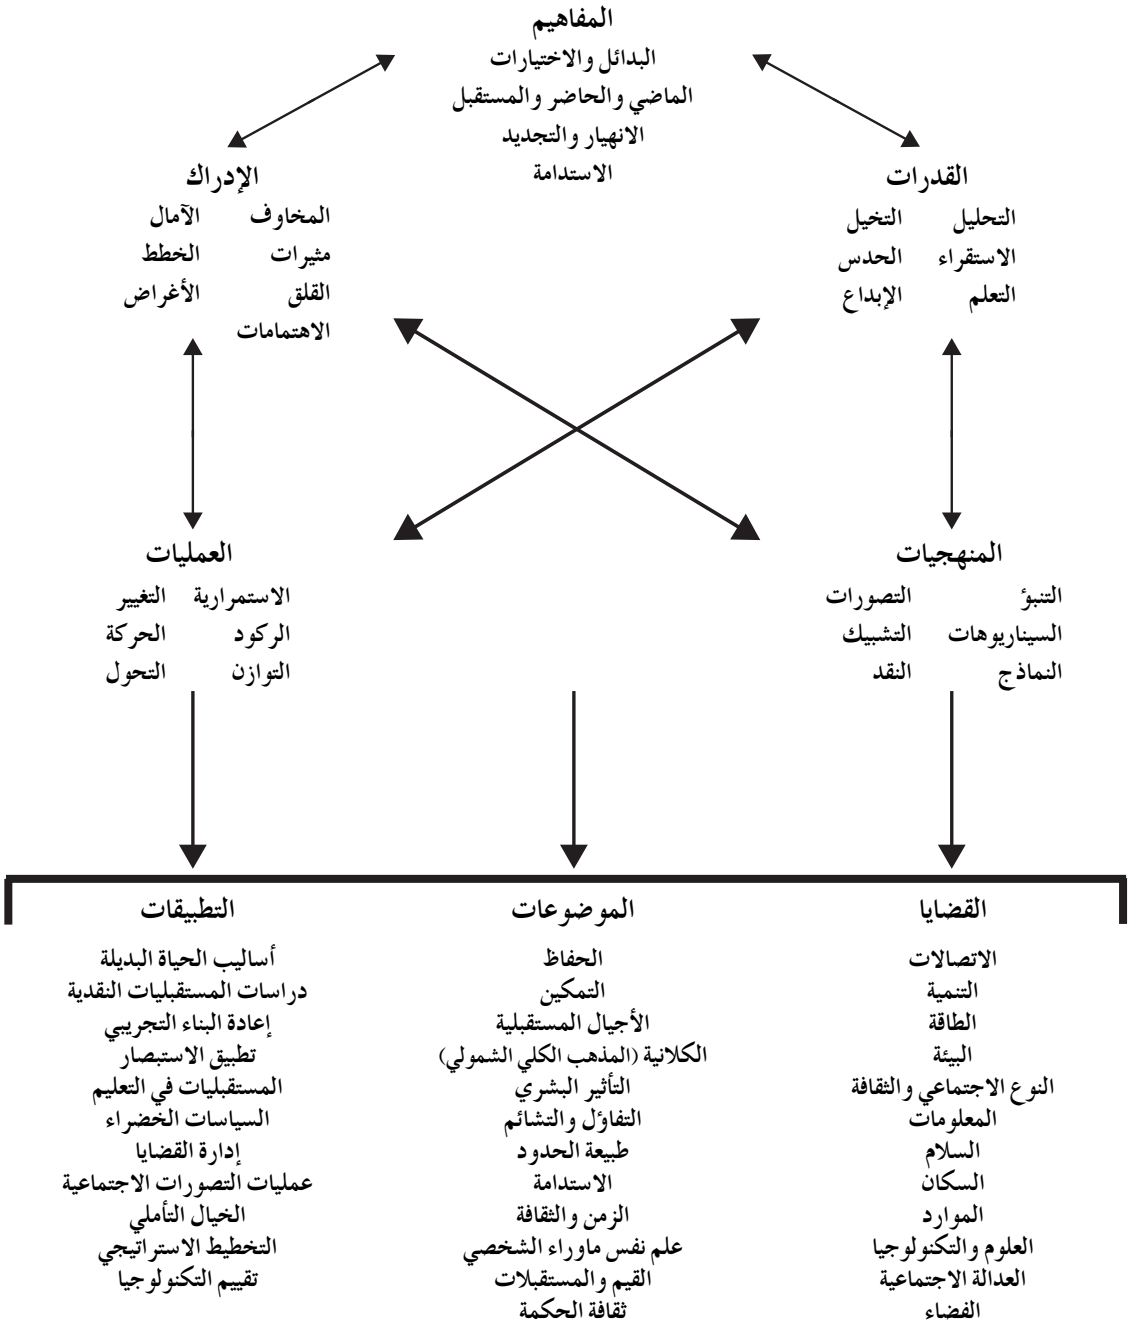 المفاهيم
البدائل والاختيارات
الماضي والحاضر والمستقبل
الانهيار والتجديد
الاستدامة
القدرات
التحليل التخيل
الاستقراء الحدس
التعلم الإبداع
الإدراك
المخاوف الآمال
مثيرات الخطط
القلق الأغراض
الاهتمامات
المنهجيات
التنبؤ التصورات
السيناريوهات التشبيك
النماذج النقد
العمليات
الاستمرارية التغيير
الركود الحركة
التوازن التحول
القضايا
الاتصالات
التنمية
الطاقة
البيئة
النوع الاجتماعي والثقافة
المعلومات
السلام
السكان
الموارد
العلوم والتكنولوجيا
العدالة الاجتماعية
الفضاء
الموضوعات
الحفاظ
التمكين
الأجيال المستقبلية
الكلانية (المذهب الكلي الشمولي)
التأثير البشري
التفاؤل والتشائم
طبيعة الحدود
الاستدامة
الزمن والثقافة
علم نفس ماوراء الشخصي
القيم والمستقبلات
ثقافة الحكمة
التطبيقات
أساليب الحياة البديلة
دراسات المستقبليات النقدية
إعادة البناء التجريبي
تطبيق الاستبصار
المستقبليات في التعليم
السياسات الخضراء
إدارة القضايا
عمليات التصورات الاجتماعية
الخيال التأملي
التخطيط الاستراتيجي
تقييم التكنولوجيا